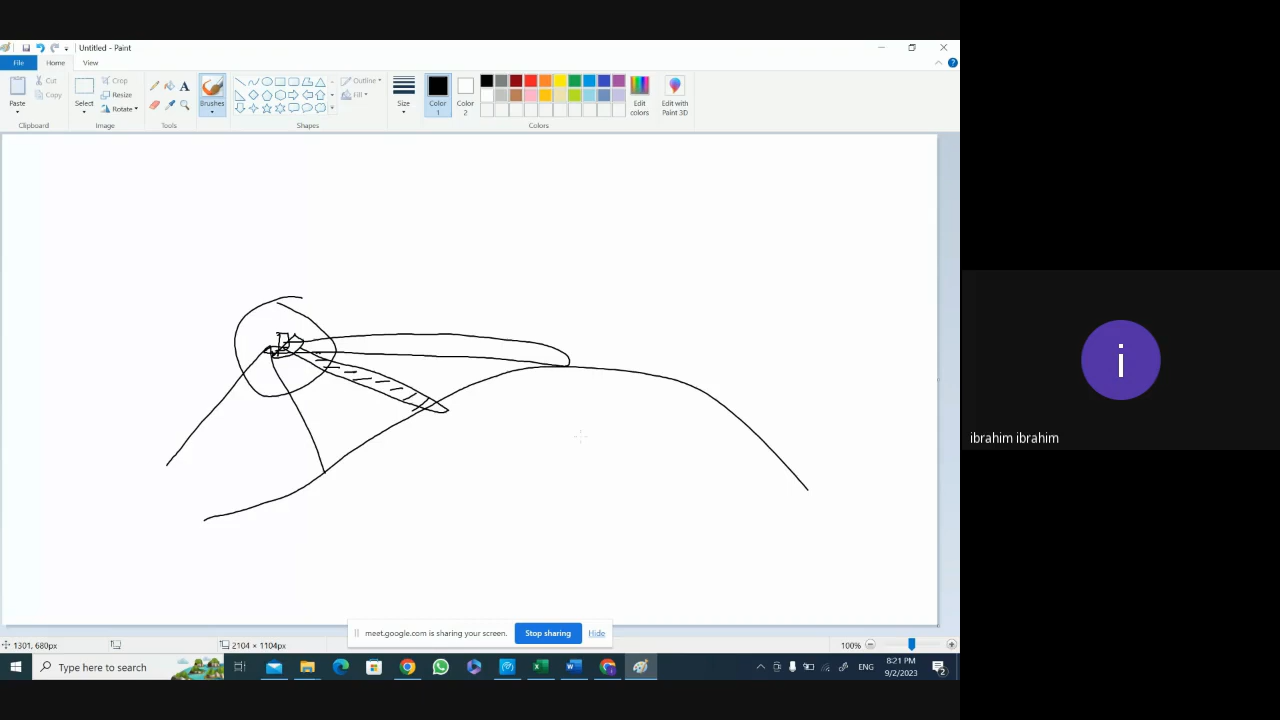 Untitled - Paint
File
Home
View
Paste
Cut
Copy
Clipboard
Select
Crop
Resize
Rotate
Image
A
Tools
Brushes
Outline
Fill
Shapes
Size
Color
1
Color
2
Edit
colors
Edit with
Paint 3D
Colors
ibrahim ibrahim
i
meet.google.com is sharing your screen.
Stop sharing
Hide
1301, 680px
2104 × 1104px
100%
Type here to search
ENG
8:21 PM
9/2/2023
2